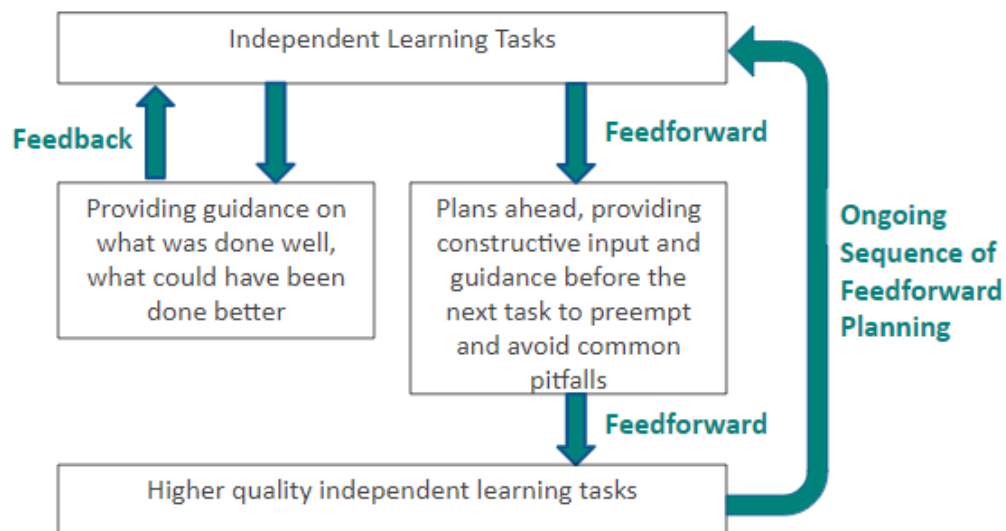 Independent Learning Tasks
Feedback
Feedforward
Providing guidance on
what was done well,
what could have been
done better
Plans ahead, providing
constructive input and
guidance before the
next task to preempt
and avoid common
pitfalls
Ongoing
Sequence of
Feedforward
Planning
Feedforward
Higher quality independent learning tasks